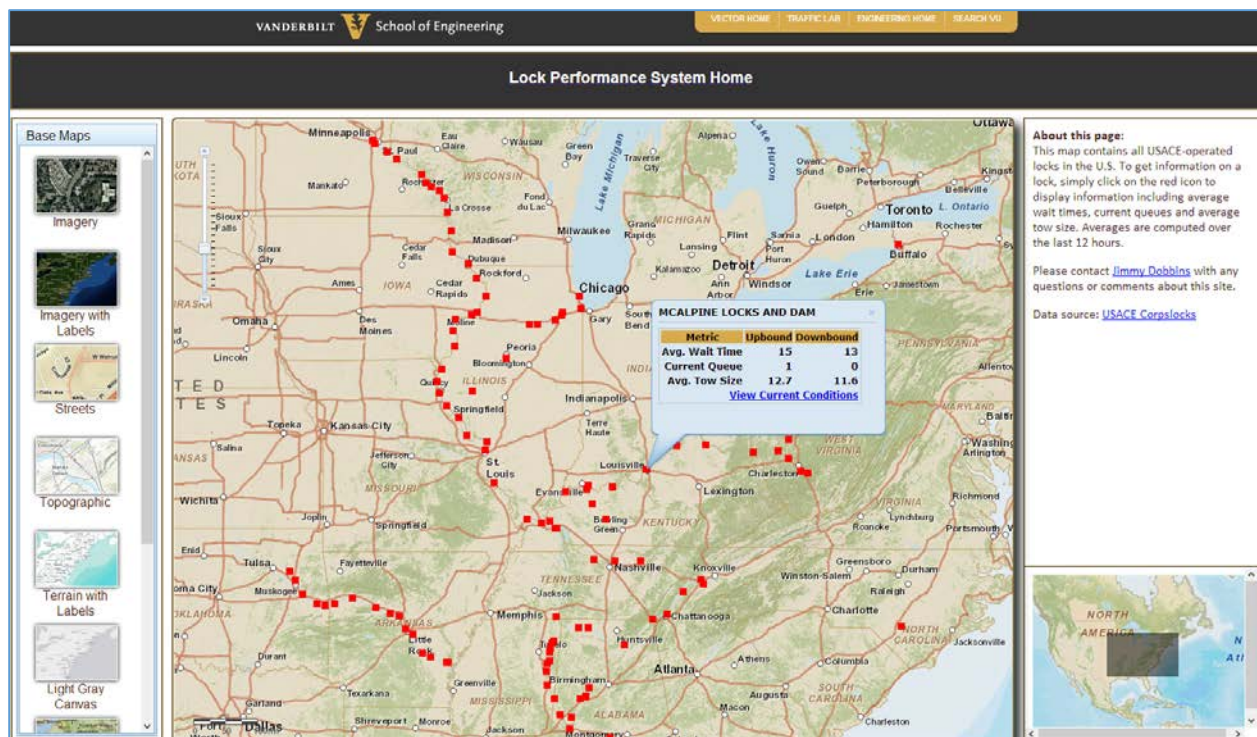 VANDERBILT School of Engineering
VECTOR HOME TRAFFIC LAB ENGINEERING HOME SEARCH VU
Lock Performance System Home
Base Maps
Imagery
Imagery with
Labels
Streets
Topographic
Terrain with
Labels
Light Gray
Canvas
Minneapolis
St. Paul
Eau
Claire
Wausau
Green
Bay
Traverse
City
Alpena
Lake Michigan
Lake Huron
Owen
Sound
Barrie
Ottawa
Peterborough
Kingst
Belleville
Mankato
Rochester
WISCONSIN
Fond
du Lac
La Crosse
Sioux
Falls
Madison
Milwaukee
Grand
Rapids
MICHIGAN
Flint
Lansing
Sarnia
Port
Huron
London
Guelph
Toronto
Hamilton
L. Ontario
Rochester
Buffalo
Sioux
City
Cedar
Falls
Dubuque
Rockford
Kalamazoo
Detroit
Ann
Arbor
Windsor
Lake Erie
Erie
Jamestown
Ames
IOWA
Cedar
Rapids
Chicago
Gary
South
Bend
Omaha
Des
Moines
Moline
Lincoln
Peoria
Bloomington
PENNSYLVANIA
Quincy
ILLINOIS
Springfield
Indianapolis
Terre
Haute
MARYLAND
Topeka
Kansas City
Salina
Jefferson
City
MISSOURI
St.
Louis
Louisville
Evansville
Lexington
WEST
VIRGINIA
Charleston
Washing
Arlington
Wichita
Joplin
Springfield
Bowling
Green
KENTUCKY
VIRGINIA
Richmond
Lynchburg
Roanoke
Portsmouth
Enid
Tulsa
Fayetteville
Muskogee
Nashville
Knoxville
TENNESSEE
Jackson
Winston-Salem
Greensboro
Durham
Raleigh
OKLAHOMA
ARKANSAS
Memphis
Chattanooga
Charlotte
NORTH
CAROLINA
Jacksonville
Little
Rock
Tupelo
Huntsville
Atlanta
Athens
Columbia
Durant
Texarkana
Greenville
MISSISSIPPI
Birmingham
ALABAMA
Augusta
SOUTH
CAROLINA
Garland
Dallas
Shreveport
Monroe
Jackson
Montgomery
Macon
Charleston
MCALPINE LOCKS AND DAM
Metric Upbound Downbound
Avg. Wait Time 15 13
Current Queue 1 0
Avg. Tow Size 12.7 11.6
View Current Conditions
About this page:
This map contains all USACE-operated
locks in the U.S. To get information on a
lock, simply click on the red icon to
display information including average
wait times, current queues and average
tow size. Averages are computed over
the last 12 hours.
Please contact Jimmy Dobbins with any
questions or comments about this site.
Data source: USACE Corpslocks
NORTH
AMERICA